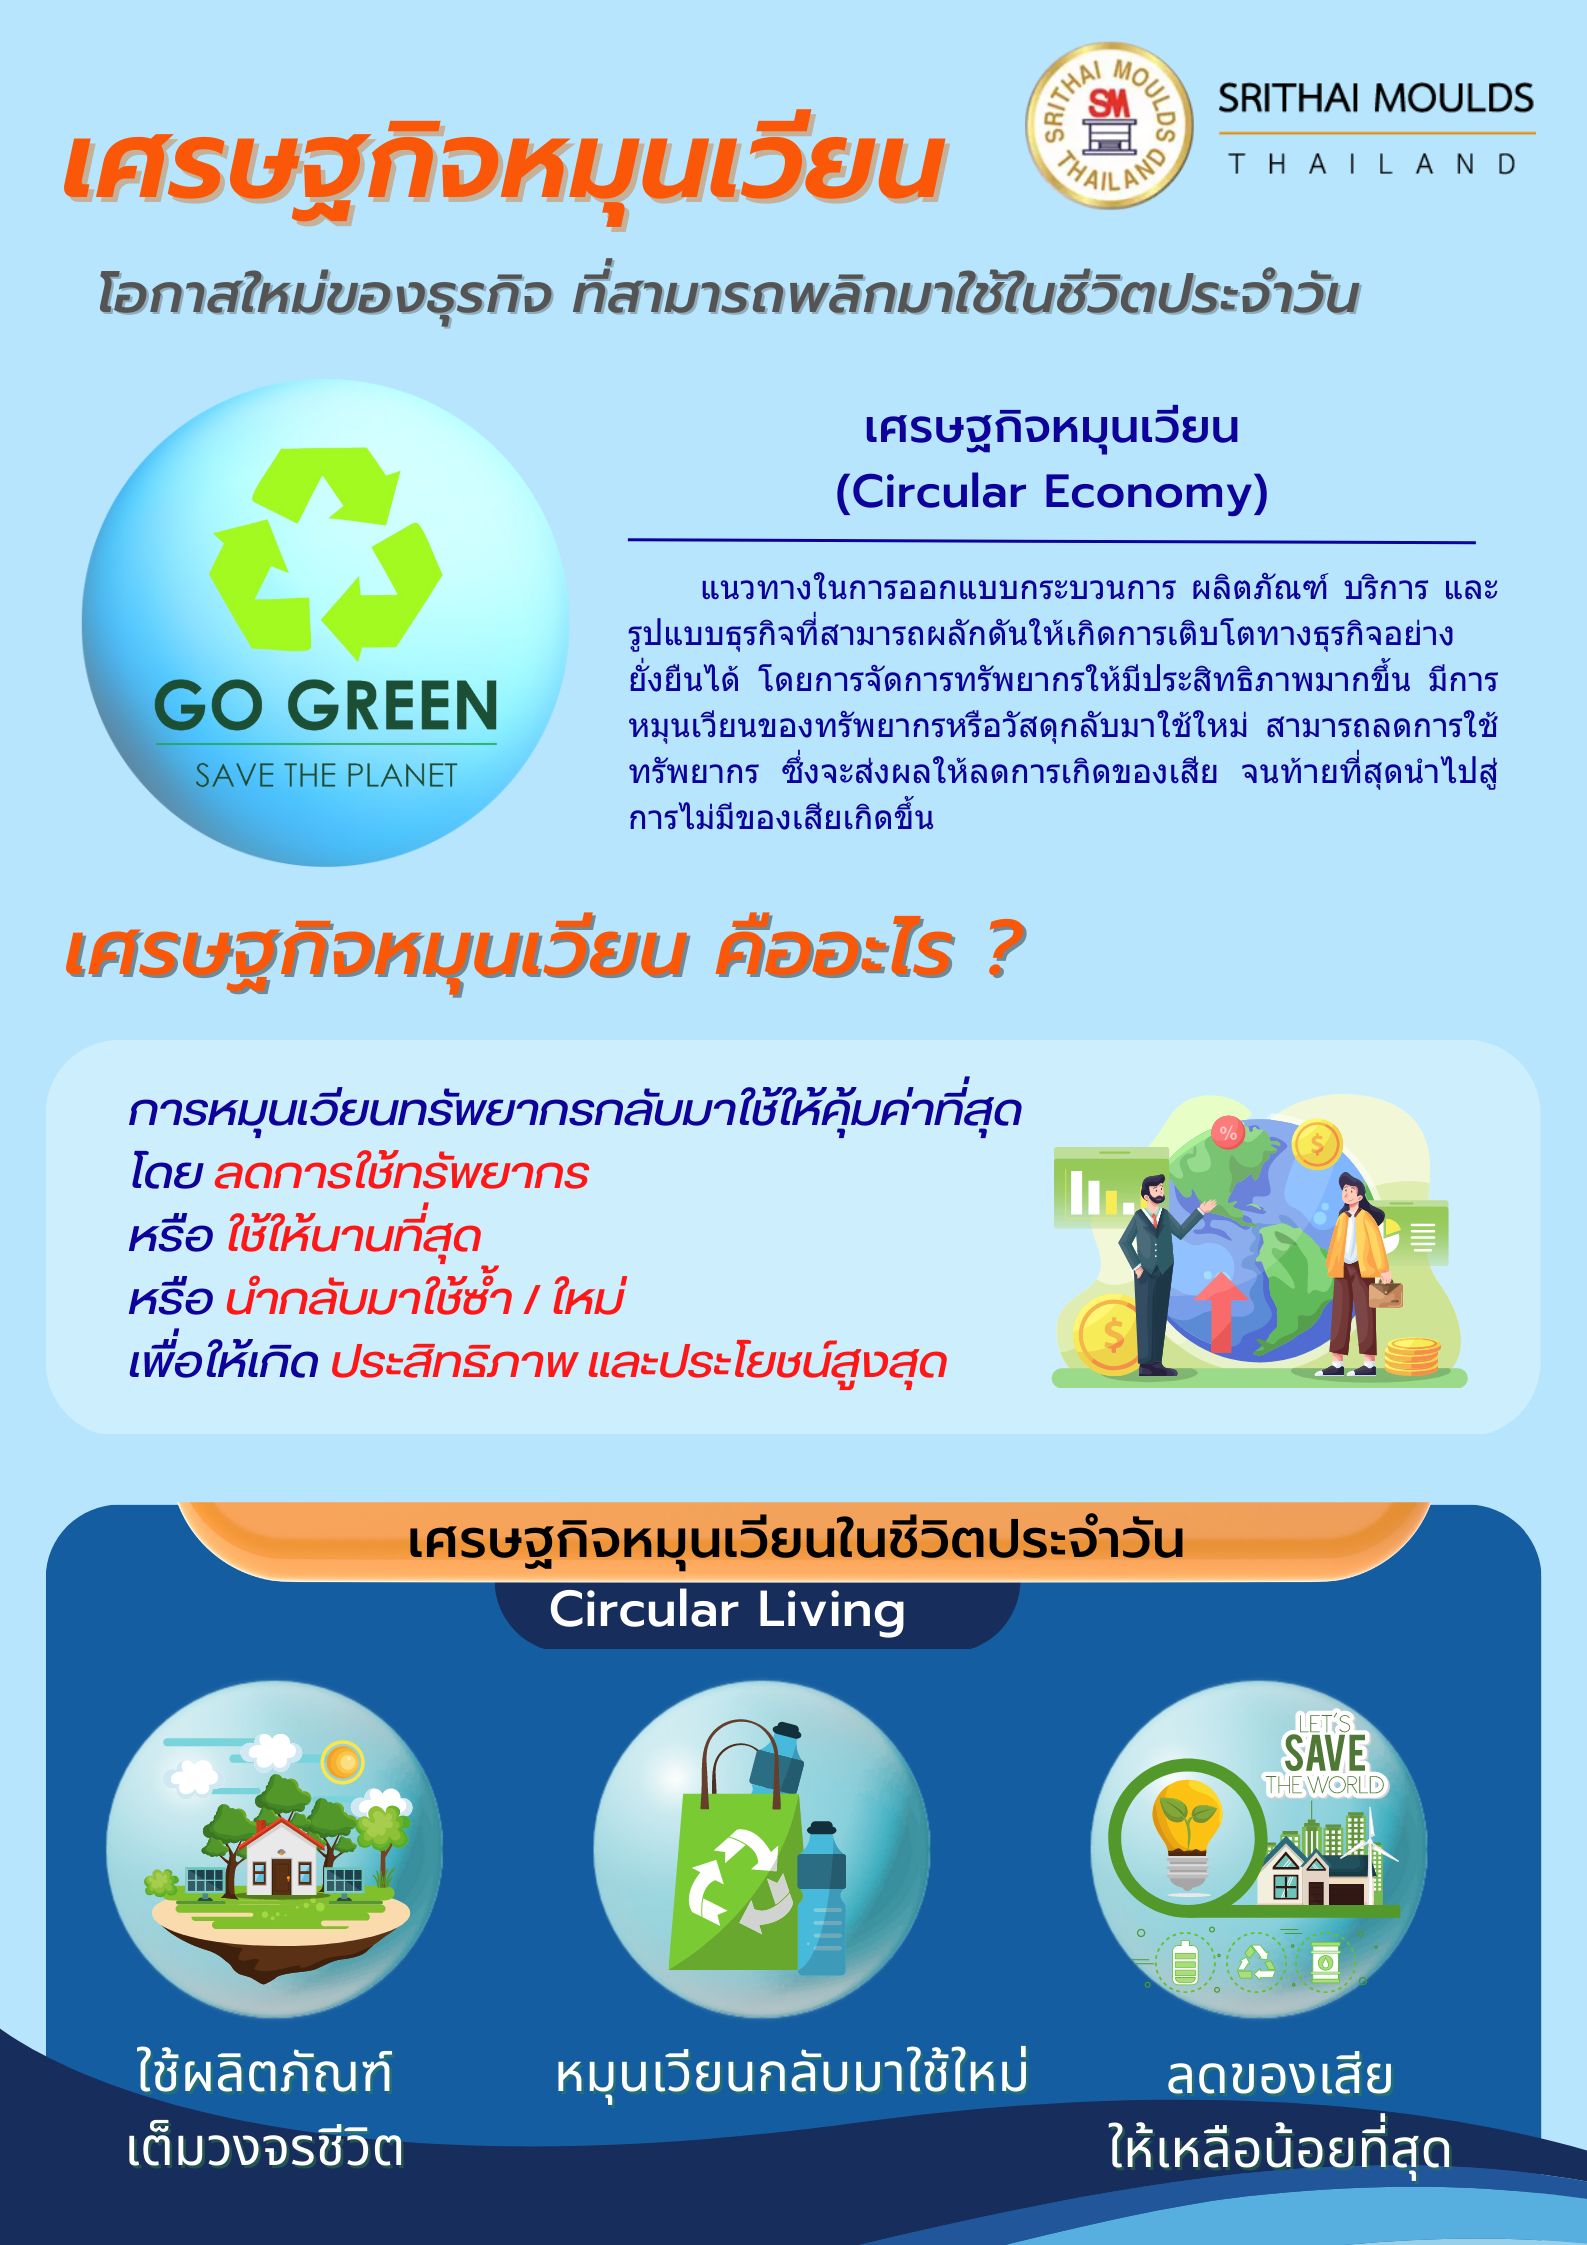 SRITHAI MOULDS
THAILAND
SM
SRITHAI MOULDS
THAILAND
เศรษฐกิจหมุนเวียน
โอกาสใหม่ของธุรกิจ ที่สามารถพลิกมาใช้ในชีวิตประจำวัน
GO GREEN
SAVE THE PLANET
เศรษฐกิจหมุนเวียน
(Circular Economy)
แนวทางในการออกแบบกระบวนการ ผลิตภัณฑ์ บริการ และ
รูปแบบธุรกิจที่สามารถผลักดันให้เกิดการเติบโตทางธุรกิจอย่าง
ยั่งยืนได้ โดยการจัดการทรัพยากรให้มีประสิทธิภาพมากขึ้น มีการ
หมุนเวียนของทรัพยากรหรือวัสดุกลับมาใช้ใหม่ สามารถลดการใช้
ทรัพยากร ซึ่งจะส่งผลให้ลดการเกิดของเสีย จนท้ายที่สุดนำไปสู่
การไม่มีของเสียเกิดขึ้น
เศรษฐกิจหมุนเวียน คืออะไร ?
การหมุนเวียนทรัพยากรกลับมาใช้ให้คุ้มค่าที่สุด
โดย ลดการใช้ทรัพยากร
หรือ ใช้ให้นานที่สุด
หรือ นำกลับมาใช้ซ้ำ / ใหม่
เพื่อให้เกิด ประสิทธิภาพ และประโยชน์สูงสุด
%
$
$
เศรษฐกิจหมุนเวียนในชีวิตประจำวัน
Circular Living
LET'S
SAVE
THE WORLD
ใช้ผลิตภัณฑ์
เต็มวงจรชีวิต
หมุนเวียนกลับมาใช้ใหม่
ลดของเสีย
ให้เหลือน้อยที่สุด